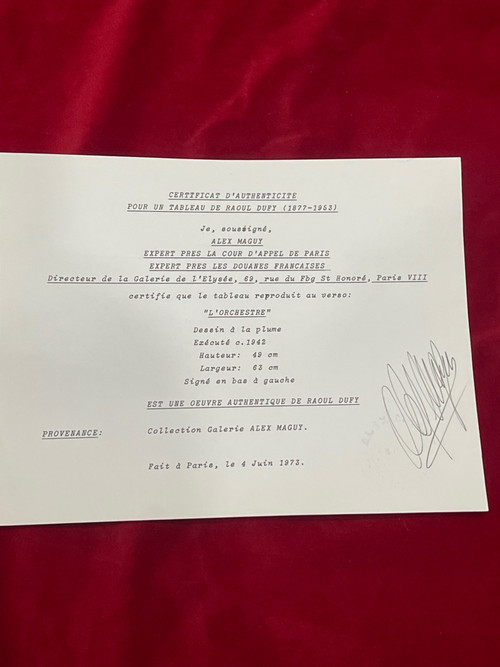 CERTIFICAT D'AUTHENTICITE
POUR UN TABLEAU DE RAOUL DUFY (1877-1953)
Je, soussigné,
ALEX MAGUY
EXPERT PRES LA COUR D'APPEL DE PARIS
EXPERT PRES LES DOUANES FRANCAISES
Directeur de la Galerie de l'Elysée, 69, rue du Fbg St Honoré, Paris VIII
certifie que le tableau reproduit au verso:
"L'ORCHESTRE"
Dessin à la plume
Exécuté c.1942
Hauteur: 49 cm
Largeur: 63 cm
Signé en bas à gauche
EST UNE OEUVRE AUTHENTIQUE DE RAOUL DUFY
PROVENANCE: Collection Galerie ALEX MAGUY.
Fait à Paris, le 4 Juin 1973.